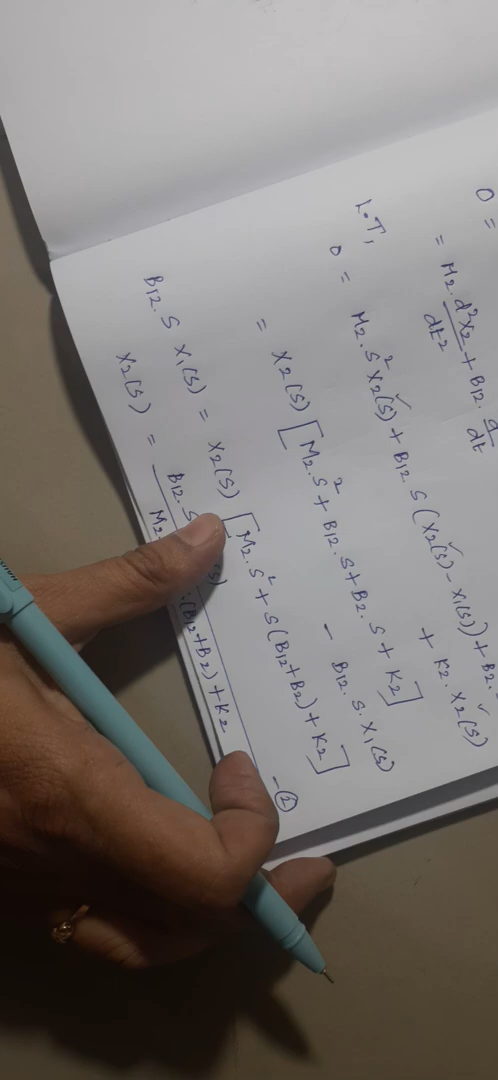 0 =
= M2. d²x2/dt2 + B12. d/dt
L.T,
0 = M2. S² X2(S) + B12. S (X2(S) - X1(S)) + B2.
+ K2. X2(S)
= X2(S) [M2. S² + B12. S + B2. S + K2]
- B12. S. X1(S)
B12. S X1(S) = X2(S) [M2. S² + S(B12+B2) + K2]
X2(S) = B12. S (S)
M2 (B12+B2) + K2